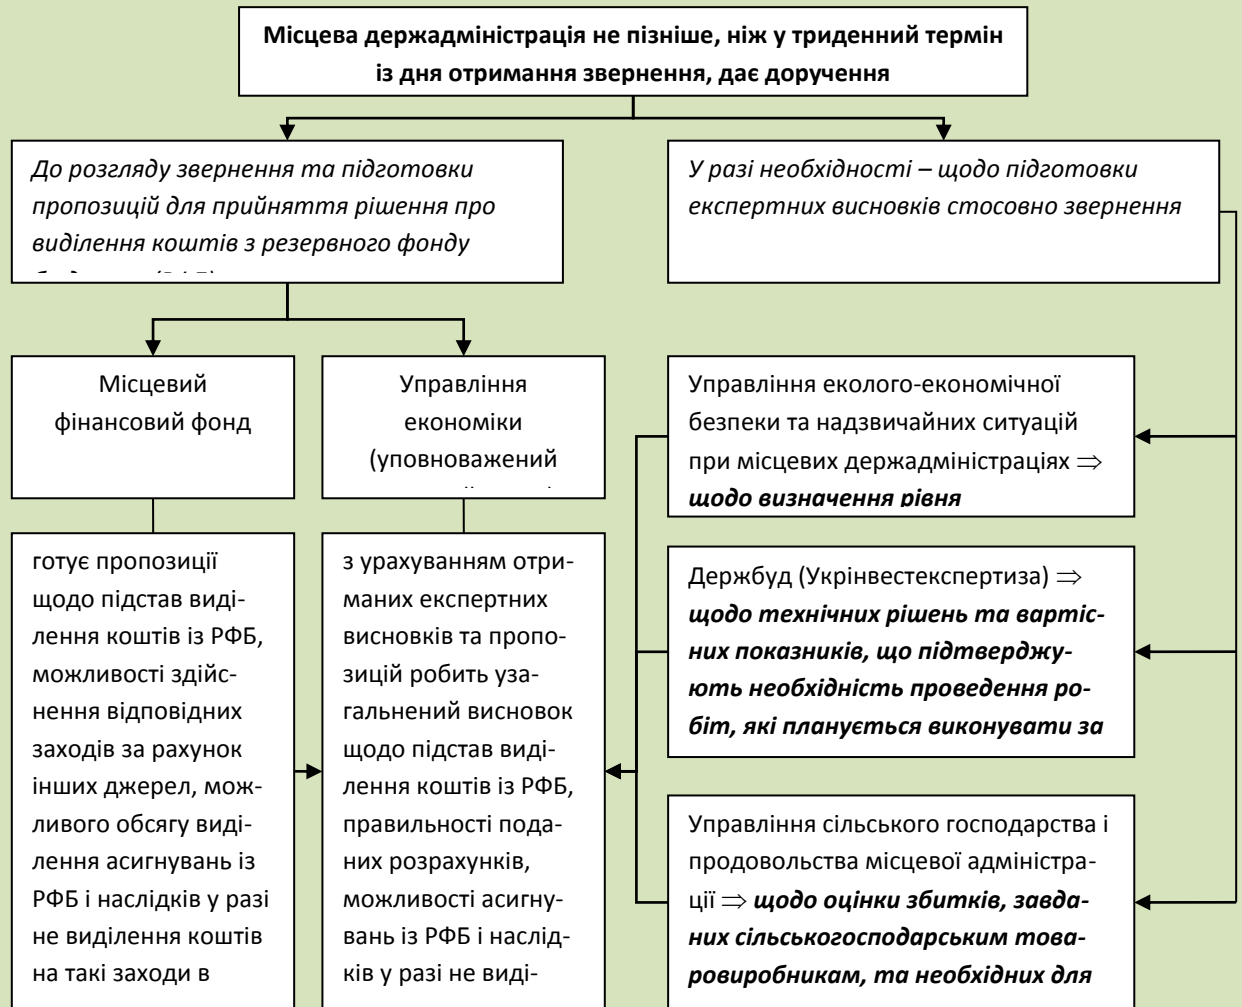 Місцева держадміністрація не пізніше, ніж у триденний термін
із дня отримання звернення, дає доручення
До розгляду звернення та підготовки
пропозицій для прийняття рішення про
виділення коштів з резервного фонду
У разі необхідності – щодо підготовки
експертних висновків стосовно звернення
Місцевий
фінансовий фонд
Управління
економіки
(уповноважений
Управління еколого-економічної
безпеки та надзвичайних ситуацій
при місцевих держадміністраціях ⇒
щодо визначення рівня
готує пропозиції
щодо підстав виді-
лення коштів із РФБ,
можливості здійс-
нення відповідних
заходів за рахунок
інших джерел, мож-
ливого обсягу виді-
лення асигнувань із
РФБ і наслідків у разі
не виділення коштів
на такі заходи в
з урахуванням отри-
маних експертних
висновків та пропо-
зицій робить уза-
гальнений висновок
щодо підстав виді-
лення коштів із РФБ,
правильності пода-
них розрахунків,
можливості асигну-
вань із РФБ і наслід-
ків у разі не виді-
Держбуд (Укрінвестекспертиза) ⇒
щодо технічних рішень та вартіс-
них показників, що підтверджу-
ють необхідність проведення ро-
біт, які планується виконувати за
Управління сільського господарства і
продовольства місцевої адміністра-
ції ⇒ щодо оцінки збитків, завда-
них сільськогосподарським това-
ровиробникам, та необхідних для